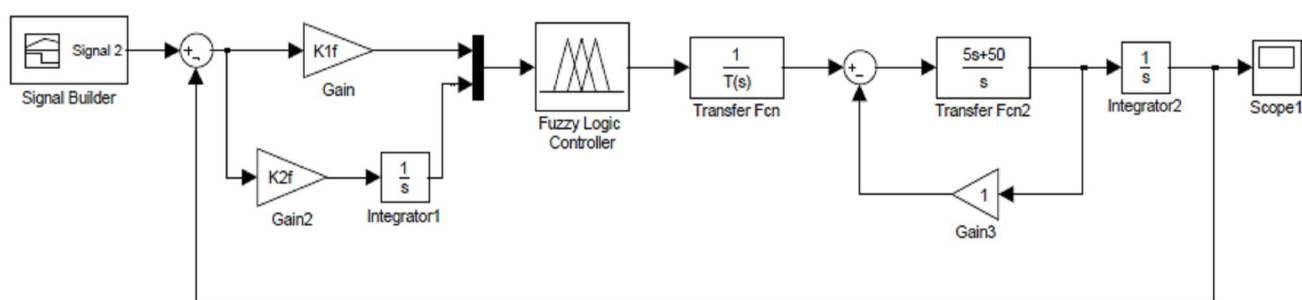 Signal 2
Signal Builder
+
-
K1f
Gain
K2f
Gain2
1
s
Integrator1
Fuzzy Logic
Controller
1
T(s)
Transfer Fcn
+
-
5s+50
s
Transfer Fcn2
1
Gain3
1
s
Integrator2
Scope1